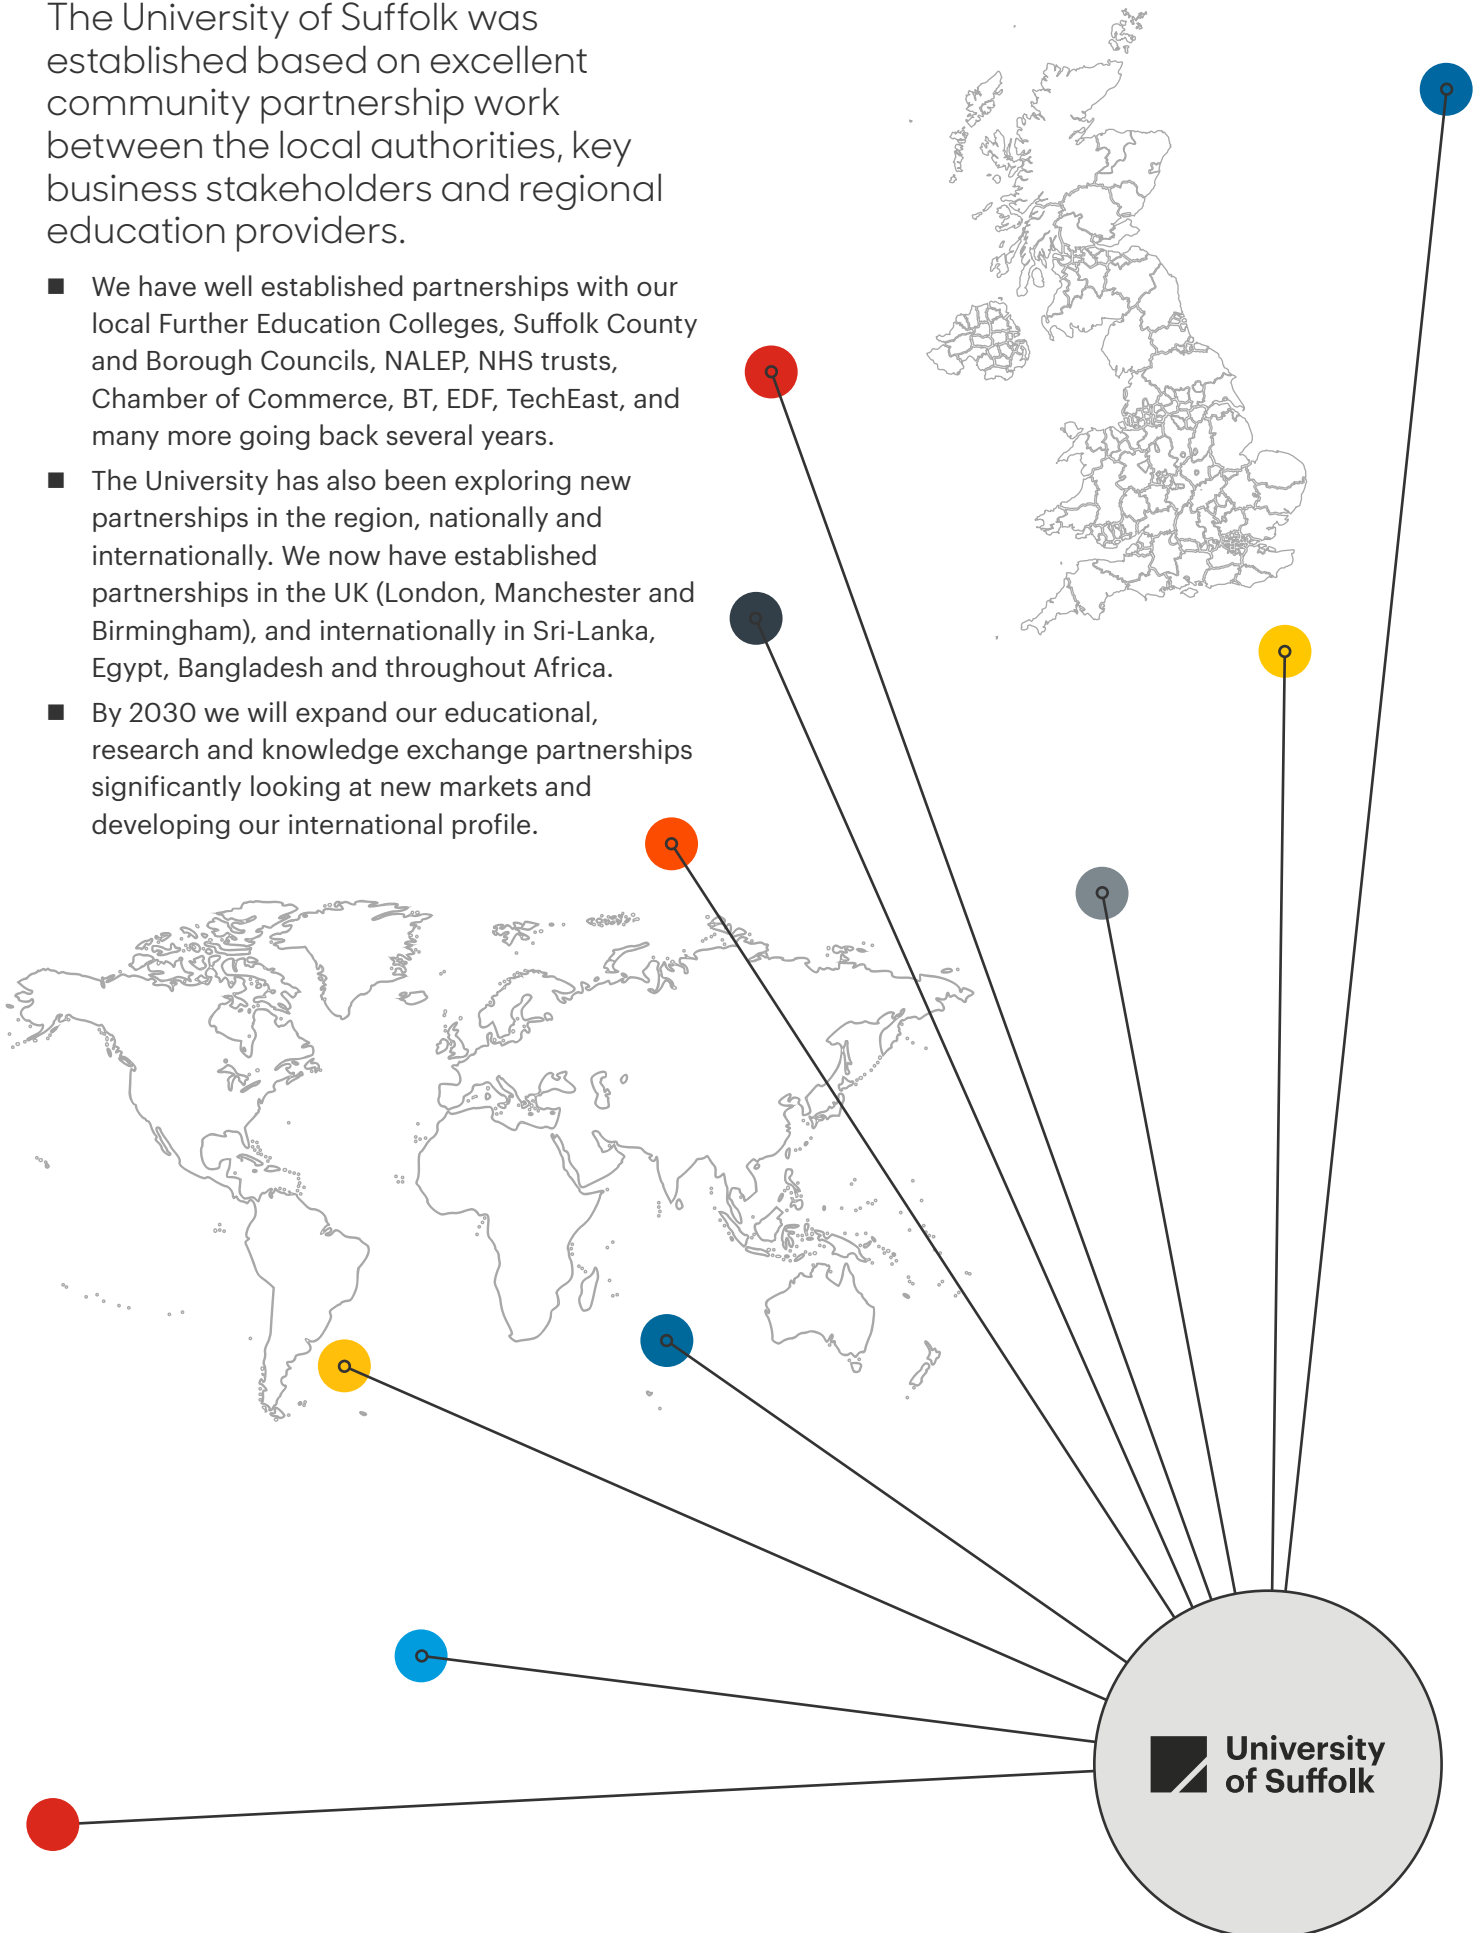 The University of Suffolk was
established based on excellent
community partnership work
between the local authorities, key
business stakeholders and regional
education providers.
■ We have well established partnerships with our
local Further Education Colleges, Suffolk County
and Borough Councils, NALEP, NHS trusts,
Chamber of Commerce, BT, EDF, TechEast, and
many more going back several years.
■ The University has also been exploring new
partnerships in the region, nationally and
internationally. We now have established
partnerships in the UK (London, Manchester and
Birmingham), and internationally in Sri-Lanka,
Egypt, Bangladesh and throughout Africa.
■ By 2030 we will expand our educational,
research and knowledge exchange partnerships
significantly looking at new markets and
developing our international profile.
University
of Suffolk